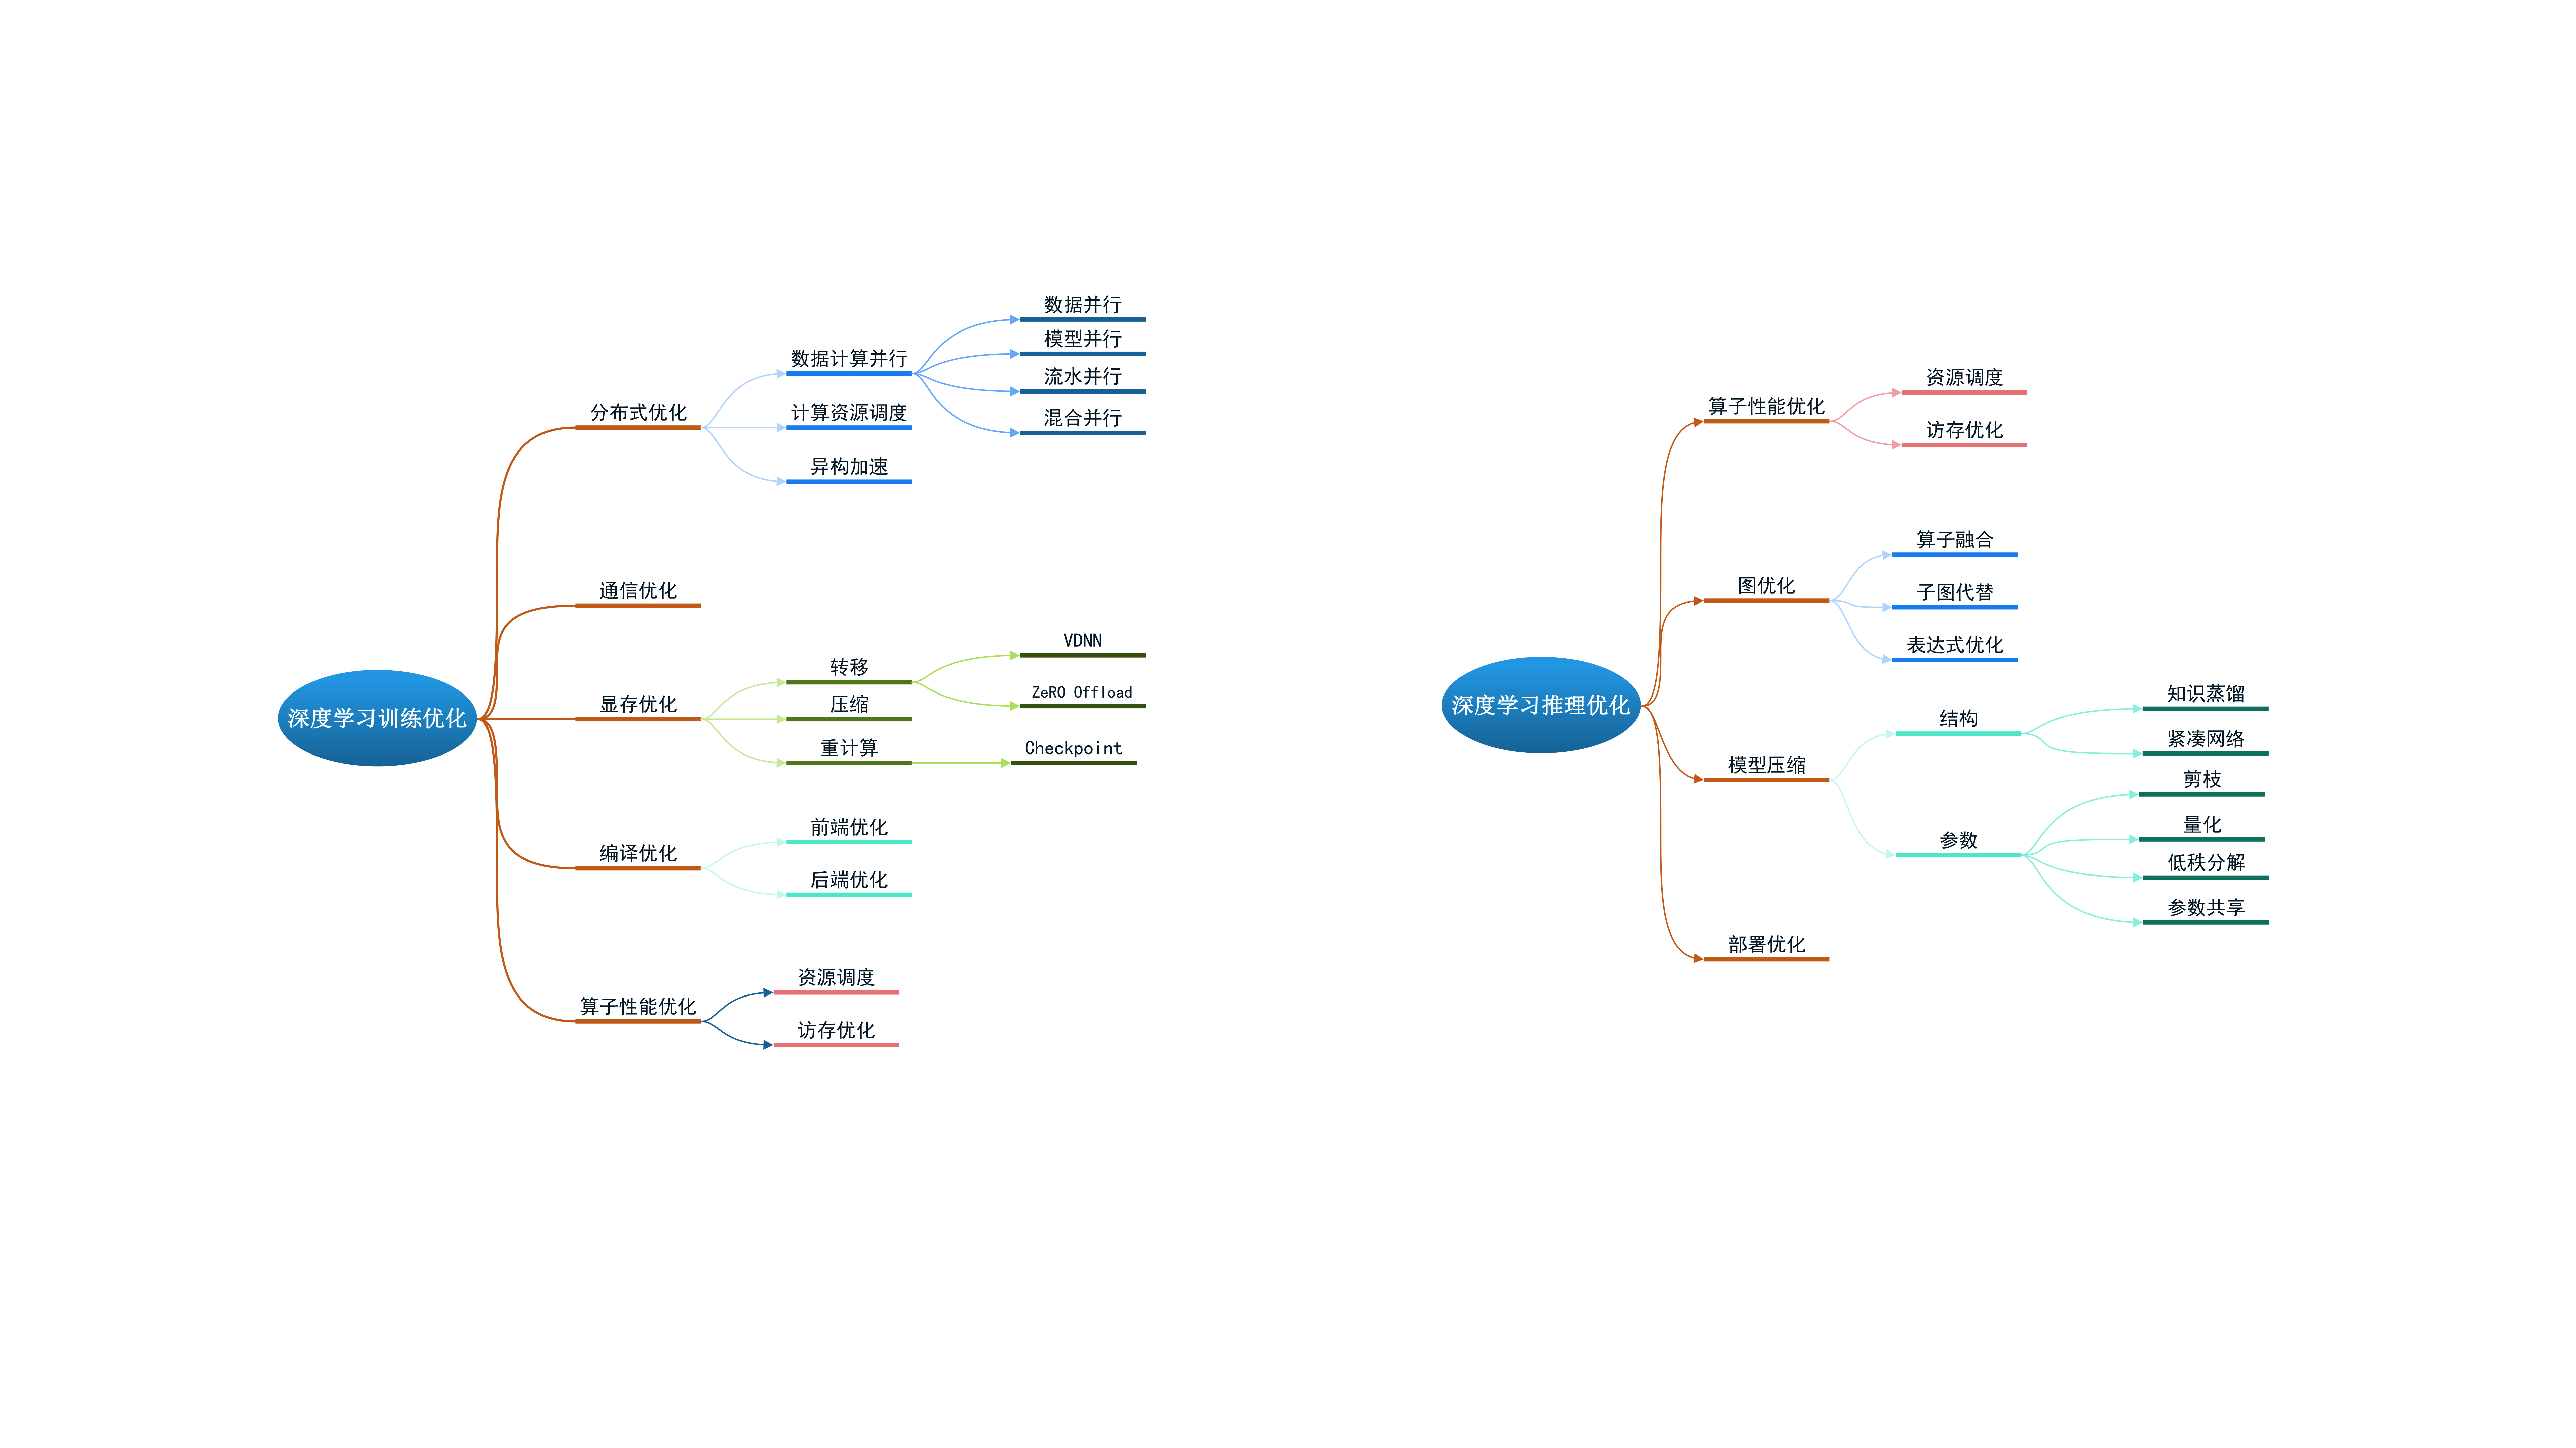 深度学习训练优化
分布式优化
数据计算并行
数据并行
模型并行
流水并行
混合并行
计算资源调度
异构加速
通信优化
显存优化
转移
VDNN
ZeRO Offload
压缩
重计算
Checkpoint
编译优化
前端优化
后端优化
算子性能优化
资源调度
访存优化
深度学习推理优化
算子性能优化
资源调度
访存优化
图优化
算子融合
子图代替
表达式优化
模型压缩
结构
知识蒸馏
紧凑网络
参数
剪枝
量化
低秩分解
参数共享
部署优化